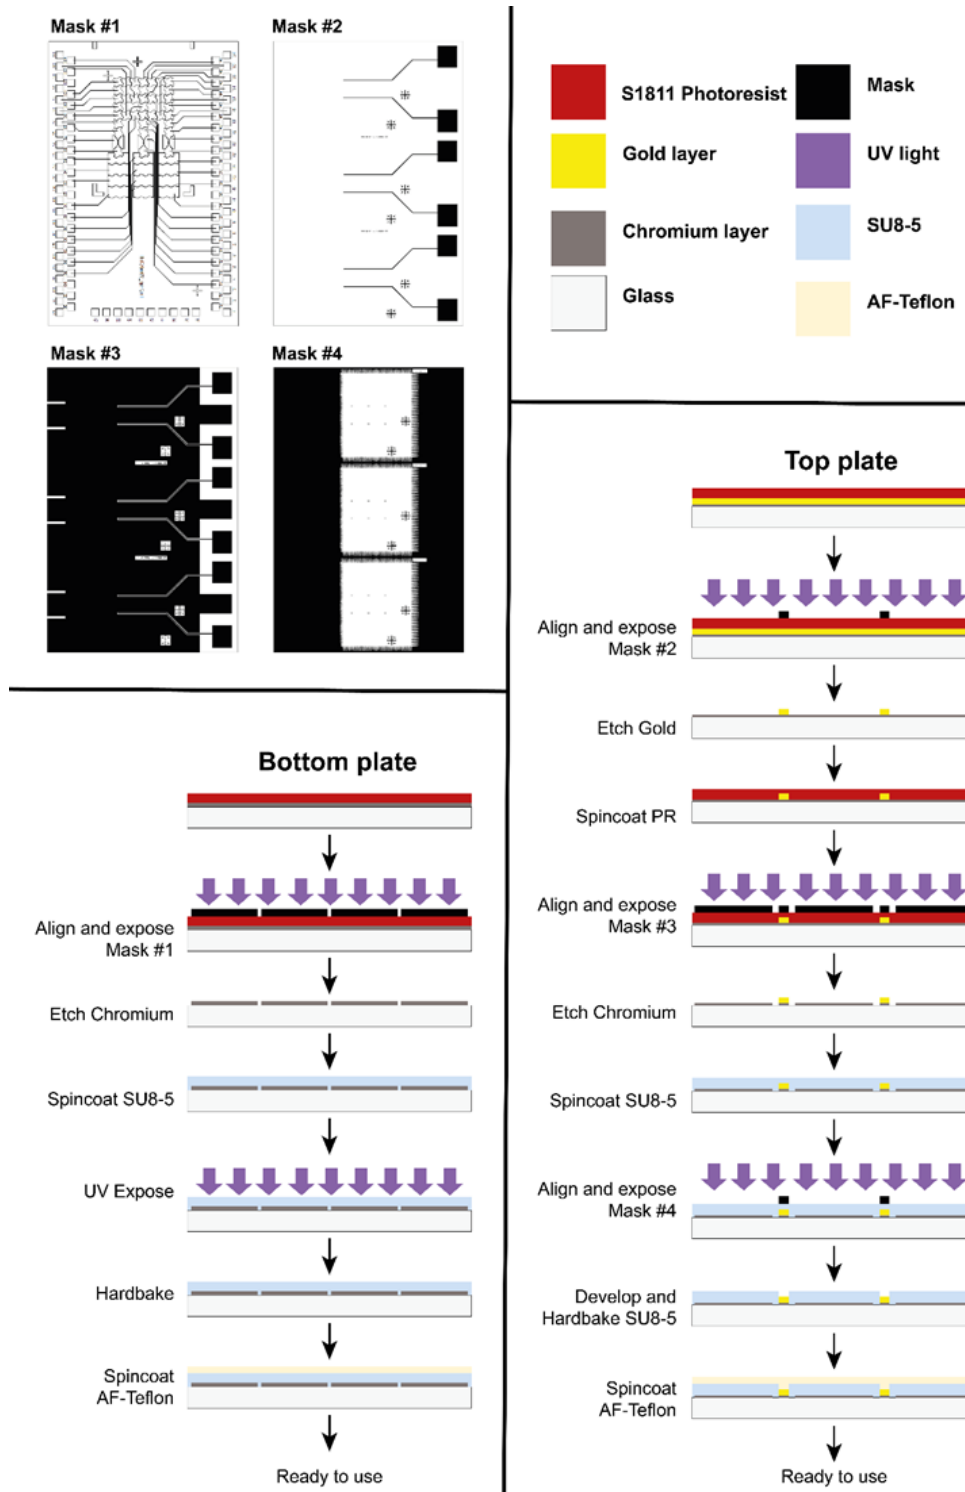 Mask #1
Mask #2
Mask #3
Mask #4
S1811 Photoresist
Mask
Gold layer
UV light
Chromium layer
SU8-5
Glass
AF-Teflon
Bottom plate
Align and expose
Mask #1
Etch Chromium
Spincoat SU8-5
UV Expose
Hardbake
Spincoat
AF-Teflon
Ready to use
Top plate
Align and expose
Mask #2
Etch Gold
Spincoat PR
Align and expose
Mask #3
Etch Chromium
Spincoat SU8-5
Align and expose
Mask #4
Develop and
Hardbake SU8-5
Spincoat
AF-Teflon
Ready to use